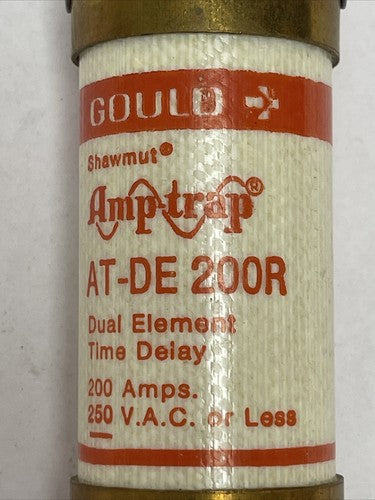 GOULD
Shawmut®
Amp-trap®
AT-DE 200R
Dual Element
Time Delay
200 Amps.
250 V.A.C. or Less